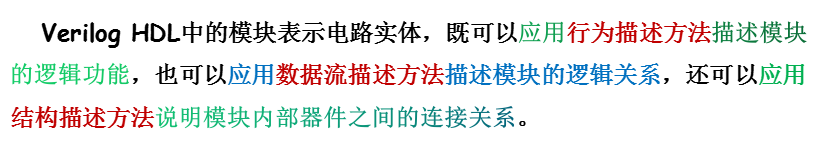 Verilog HDL中的模块表示电路实体，既可以应用行为描述方法描述模块
的逻辑功能，也可以应用数据流描述方法描述模块的逻辑关系，还可以应用
结构描述方法说明模块内部器件之间的连接关系。